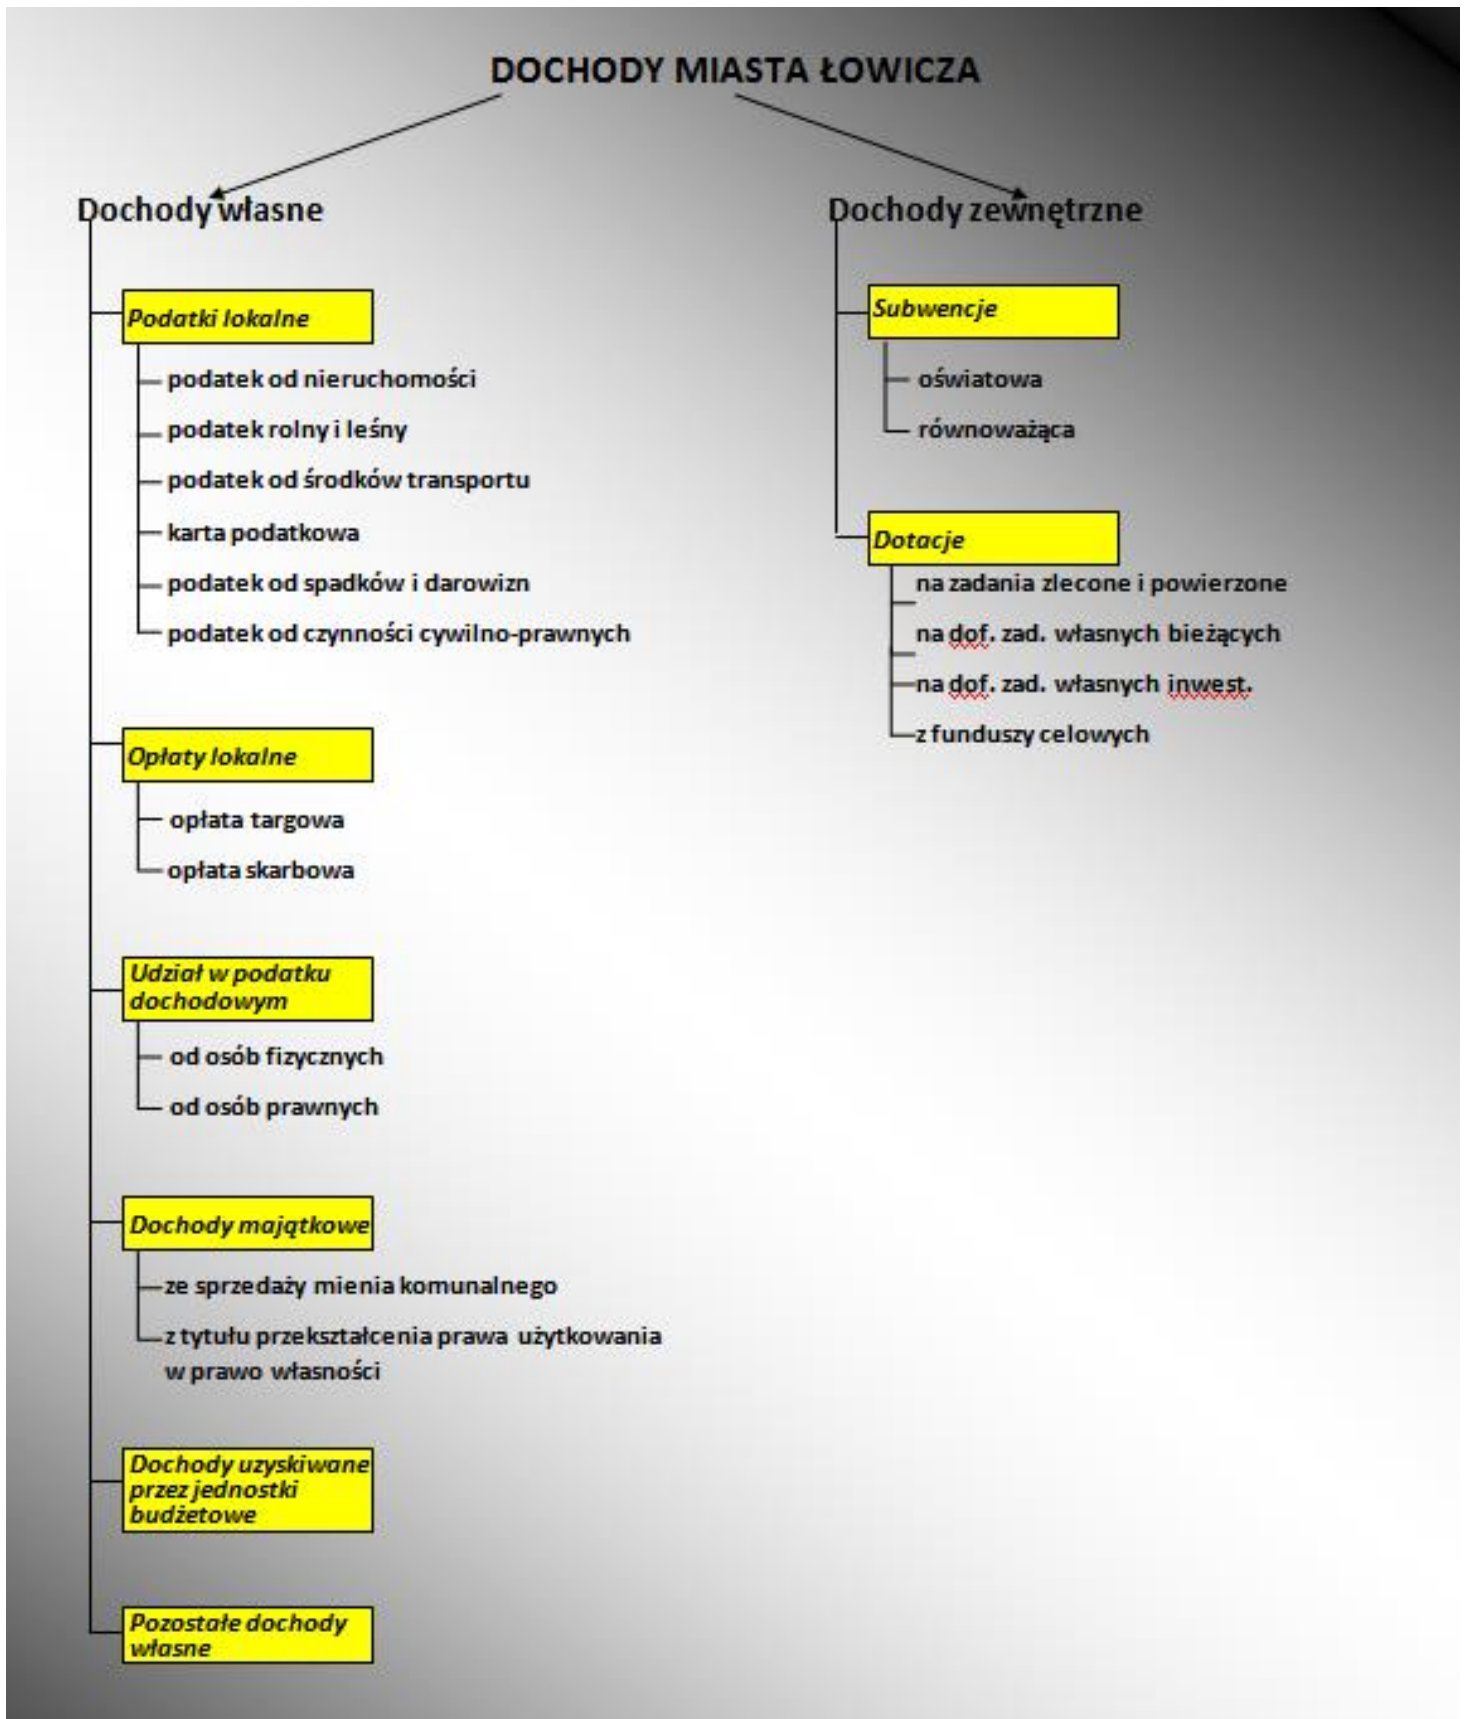 DOCHODY MIASTA ŁOWICZA
Dochody własne
Podatki lokalne
podatek od nieruchomości
podatek rolny i leśny
podatek od środków transportu
karta podatkowa
podatek od spadków i darowizn
podatek od czynności cywilno-prawnych
Opłaty lokalne
opłata targowa
opłata skarbowa
Udział w podatku
dochodowym
od osób fizycznych
od osób prawnych
Dochody majątkowe
ze sprzedaży mienia komunalnego
z tytułu przekształcenia prawa użytkowania
w prawo własności
Dochody uzyskiwane
przez jednostki
budżetowe
Pozostałe dochody
własne
Dochody zewnętrzne
Subwencje
oświatowa
równoważąca
Dotacje
na zadania zlecone i powierzone
na dof. zad. własnych bieżących
na dof. zad. własnych inwest.
z funduszy celowych